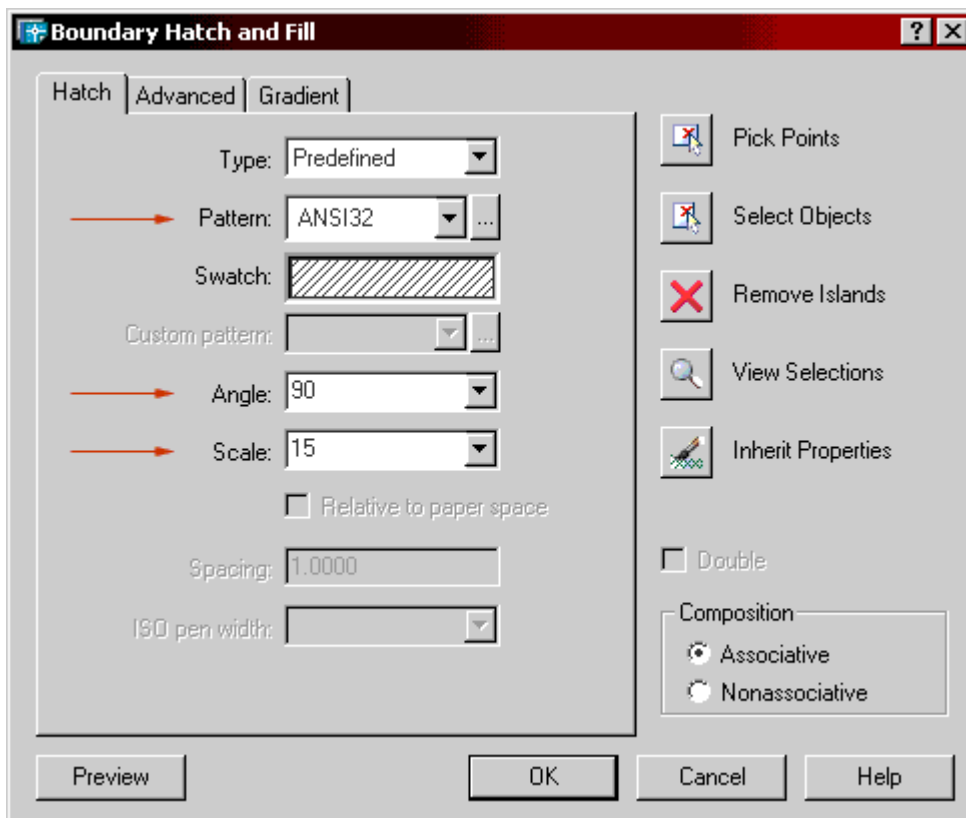 Boundary Hatch and Fill
Hatch Advanced Gradient
Type: Predefined
Pattern: ANSI32 ...
Swatch:
Custom pattern: ...
Angle: 90
Scale: 15
Relative to paper space
Spacing: 1.0000
ISO pen width:
Pick Points
Select Objects
Remove Islands
View Selections
Inherit Properties
Double
Composition
Associative
Nonassociative
Preview OK Cancel Help